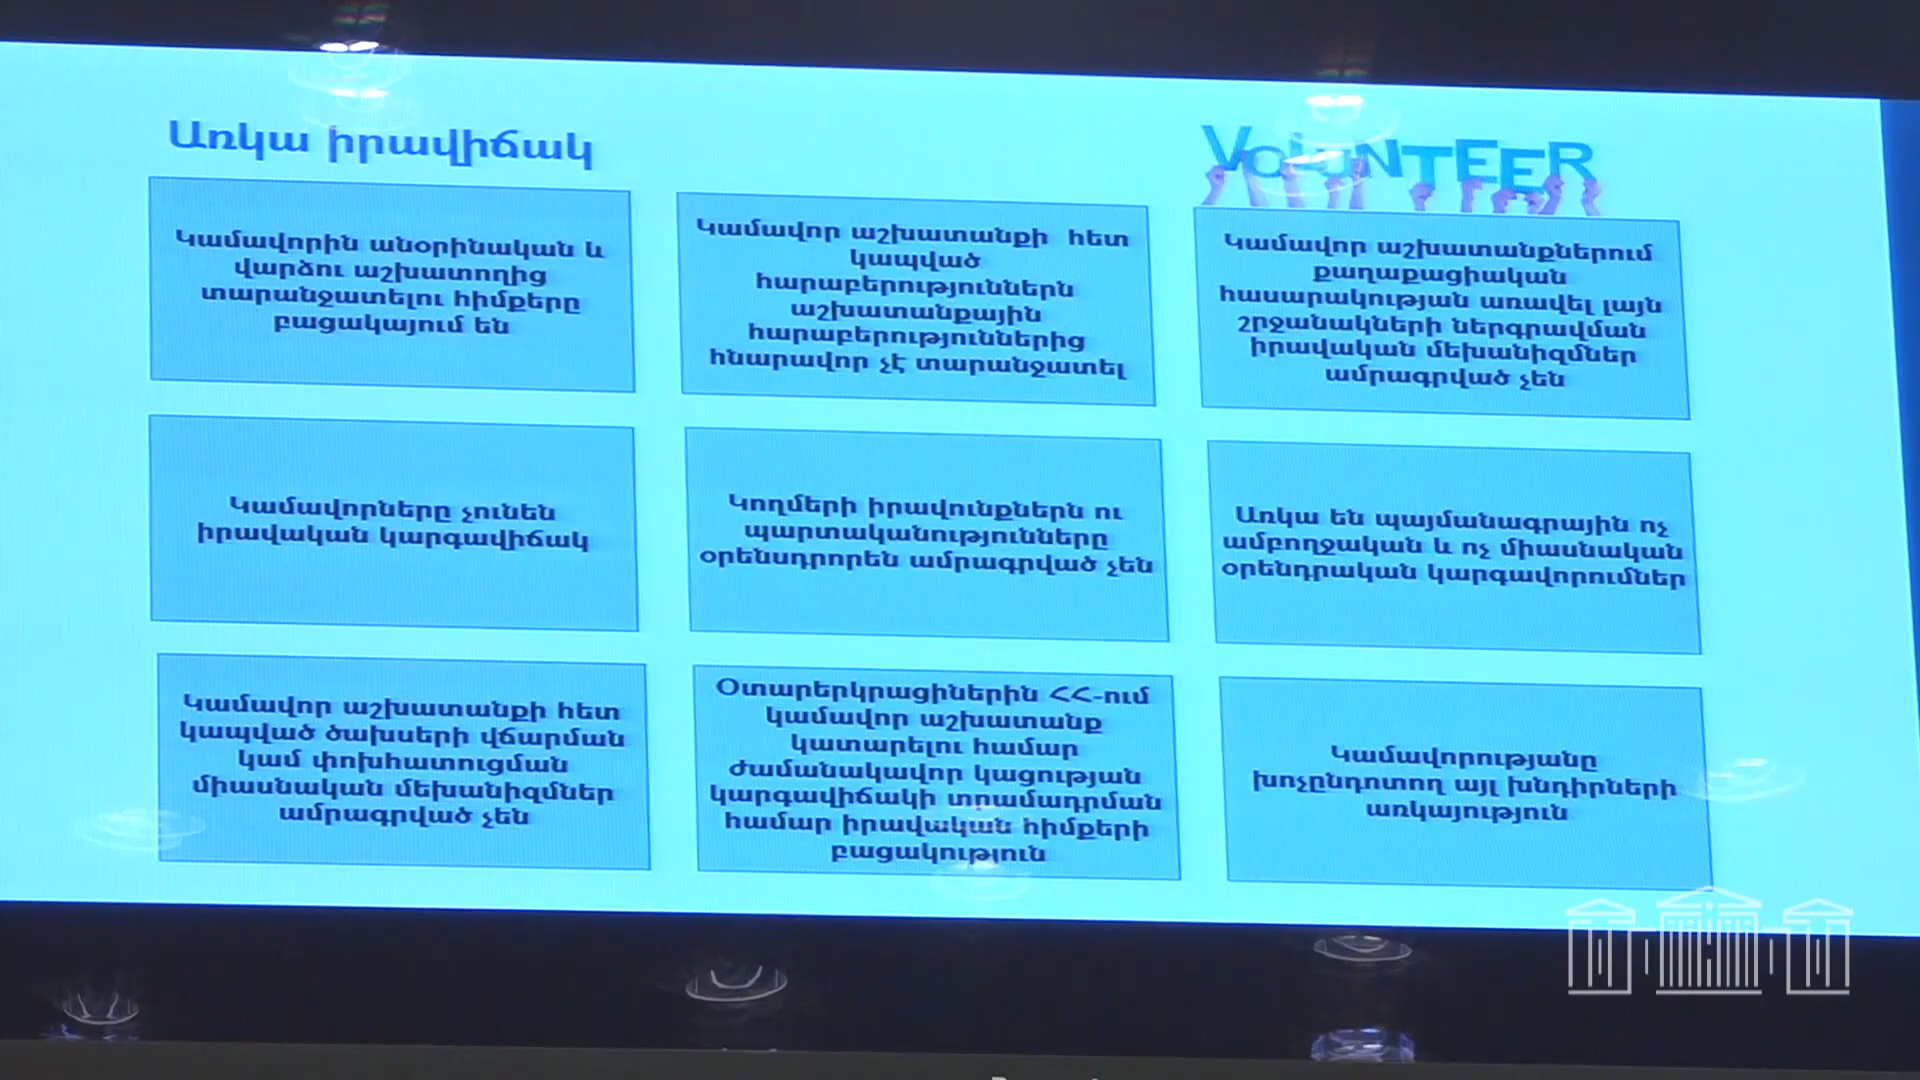 Առկա իրավիճակ
VOLUNTEER
Կամավորին անօրինական և
վարձու աշխատողից
տարանջատելու հիմքերը
բացակայում են
Կամավոր աշխատանքի հետ
կապված
հարաբերություններն
աշխատանքային
հարաբերություններից
հնարավոր չէ տարանջատել
Կամավոր աշխատանքներում
քաղաքացիական
հասարակության առավել լայն
շրջանակների ներգրավման
իրավական մեխանիզմներ
ամրագրված չեն
Կամավորները չունեն
իրավական կարգավիճակ
Կողմերի իրավունքներն ու
պարտականությունները
օրենսդրորեն ամրագրված չեն
Առկա են պայմանագրային ոչ
ամբողջական և ոչ միասնական
օրենդրական կարգավորումներ
Կամավոր աշխատանքի հետ
կապված ծախսերի վճարման
կամ փոխհատուցման
միասնական մեխանիզմներ
ամրագրված չեն
Օտարերկրացիներին ՀՀ-ում
կամավոր աշխատանք
կատարելու համար
ժամանակավոր կացության
կարգավիճակի տրամադրման
համար իրավական հիմքերի
բացակություն
Կամավորությանը
խոչընդոտող այլ խնդիրների
առկայություն